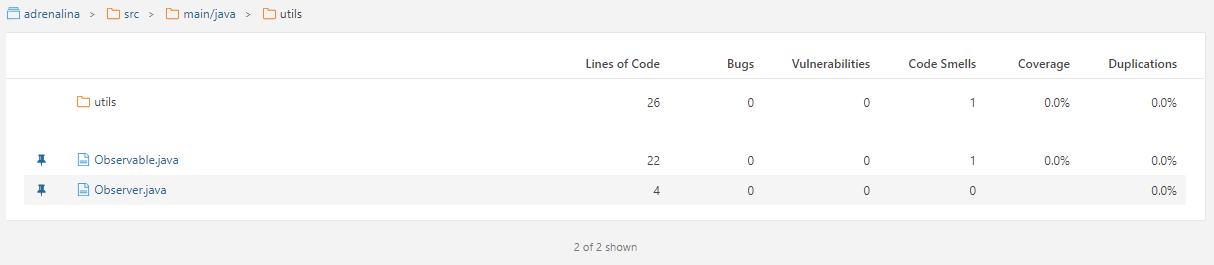 adrenalina > src > main/java > utils
Lines of Code Bugs Vulnerabilities Code Smells Coverage Duplications
utils 26 0 0 1 0.0% 0.0%
Observable.java 22 0 0 1 0.0% 0.0%
Observer.java 4 0 0 0 0.0%
2 of 2 shown